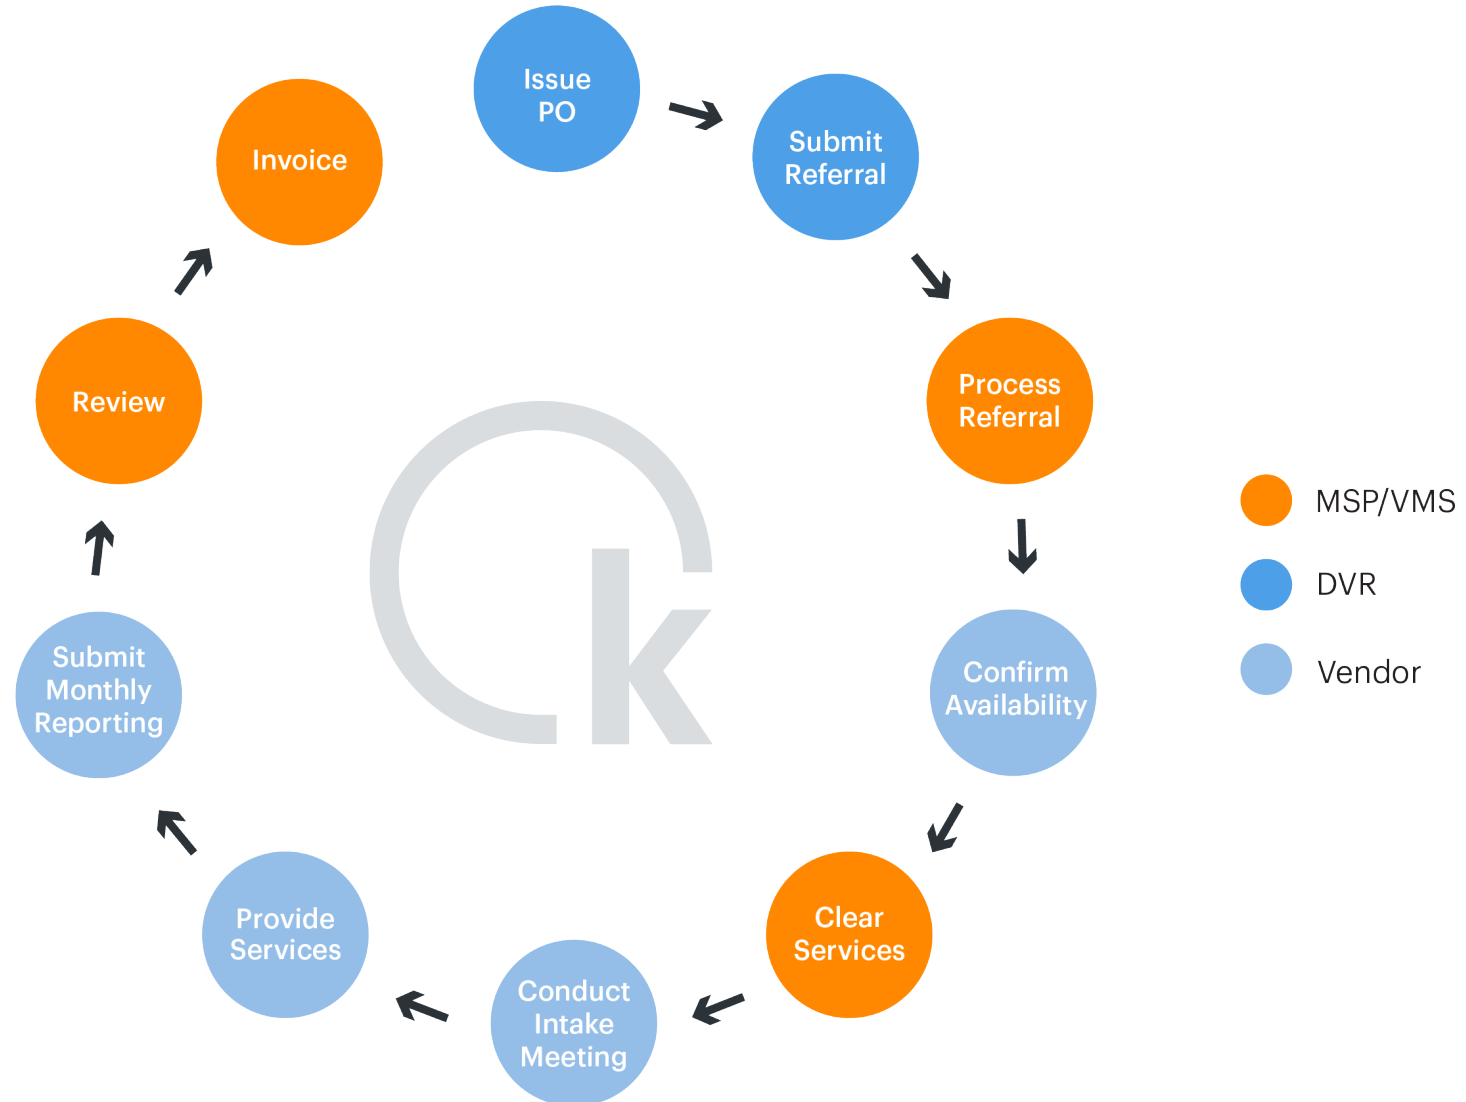 Issue
PO
Submit
Referral
Process
Referral
Confirm
Availability
Clear
Services
Conduct
Intake
Meeting
Provide
Services
Submit
Monthly
Reporting
Review
Invoice
k
MSP/VMS
DVR
Vendor